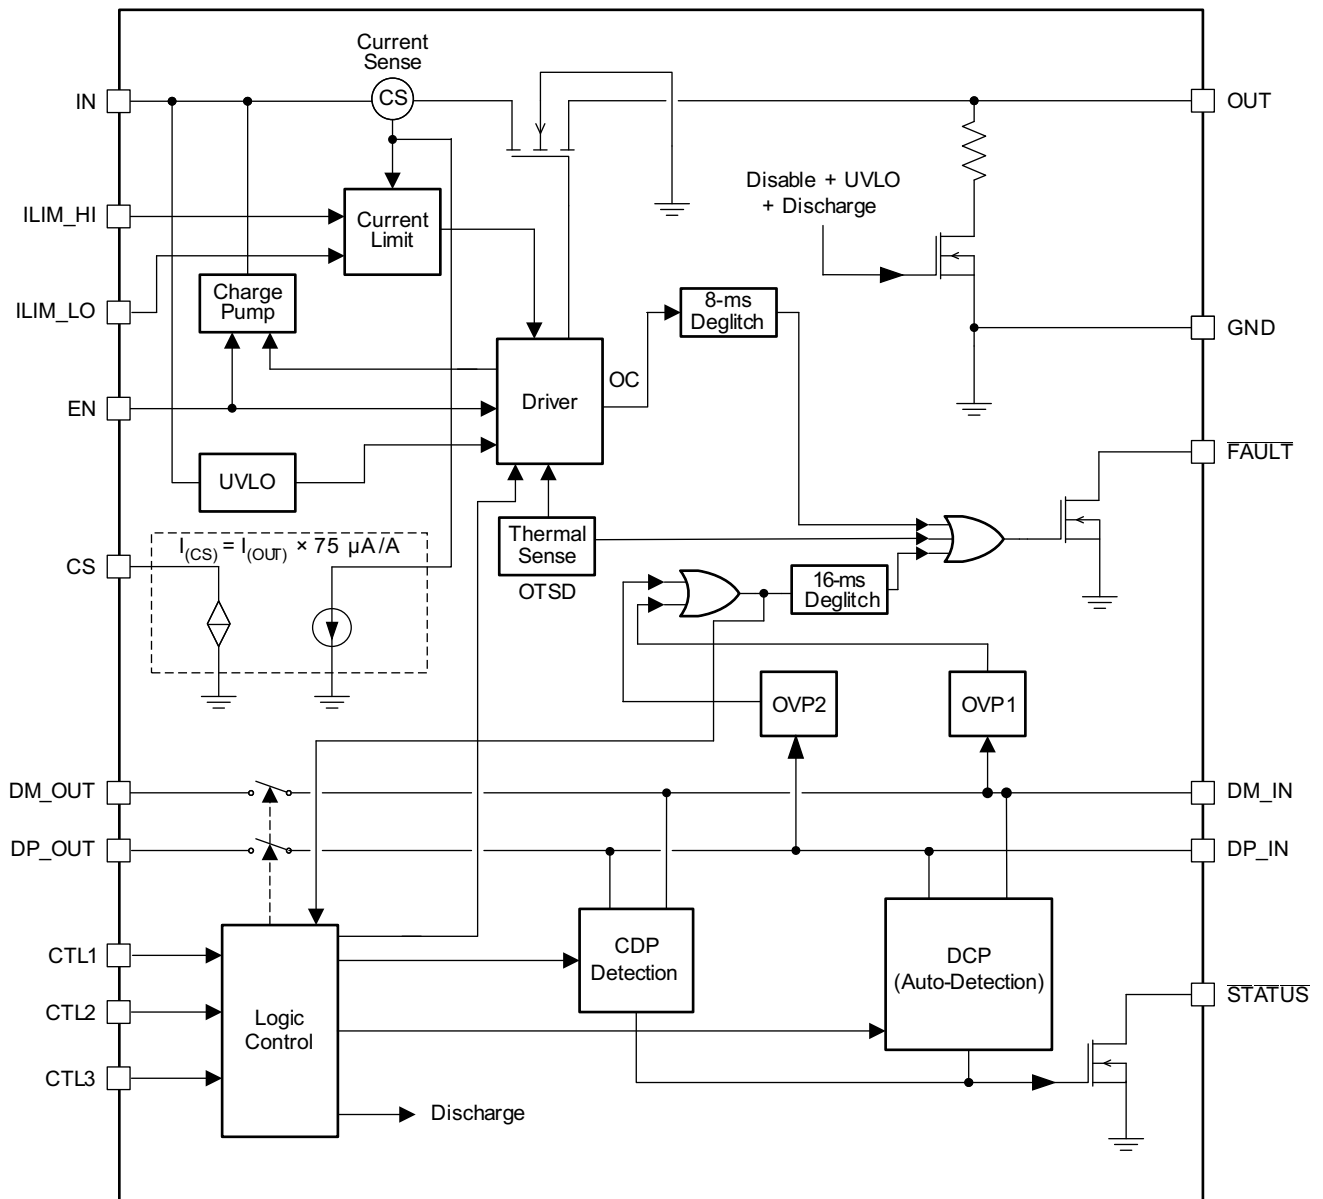 Current
Sense
IN
CS
OUT
Disable + UVLO
+ Discharge
ILIM_HI
Current
Limit
Charge
Pump
8-ms
Deglitch
ILIM_LO
GND
OC
EN
Driver
FAULT
UVLO
Thermal
Sense
I(CS) = I(OUT) × 75 µA/A
CS
OTSD
16-ms
Deglitch
OVP2
OVP1
DM_OUT
DM_IN
DP_OUT
DP_IN
CTL1
CDP
Detection
DCP
(Auto-Detection)
STATUS
CTL2
Logic
Control
CTL3
Discharge